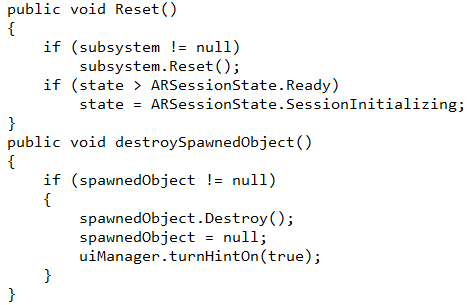 public void Reset()
{
    if (subsystem != null)
        subsystem.Reset();
    if (state > ARSessionState.Ready)
        state = ARSessionState.SessionInitializing;
}
public void destroySpawnedObject()
{
    if (spawnedObject != null)
    {
        spawnedObject.Destroy();
        spawnedObject = null;
        uiManager.turnHintOn(true);
    }
}